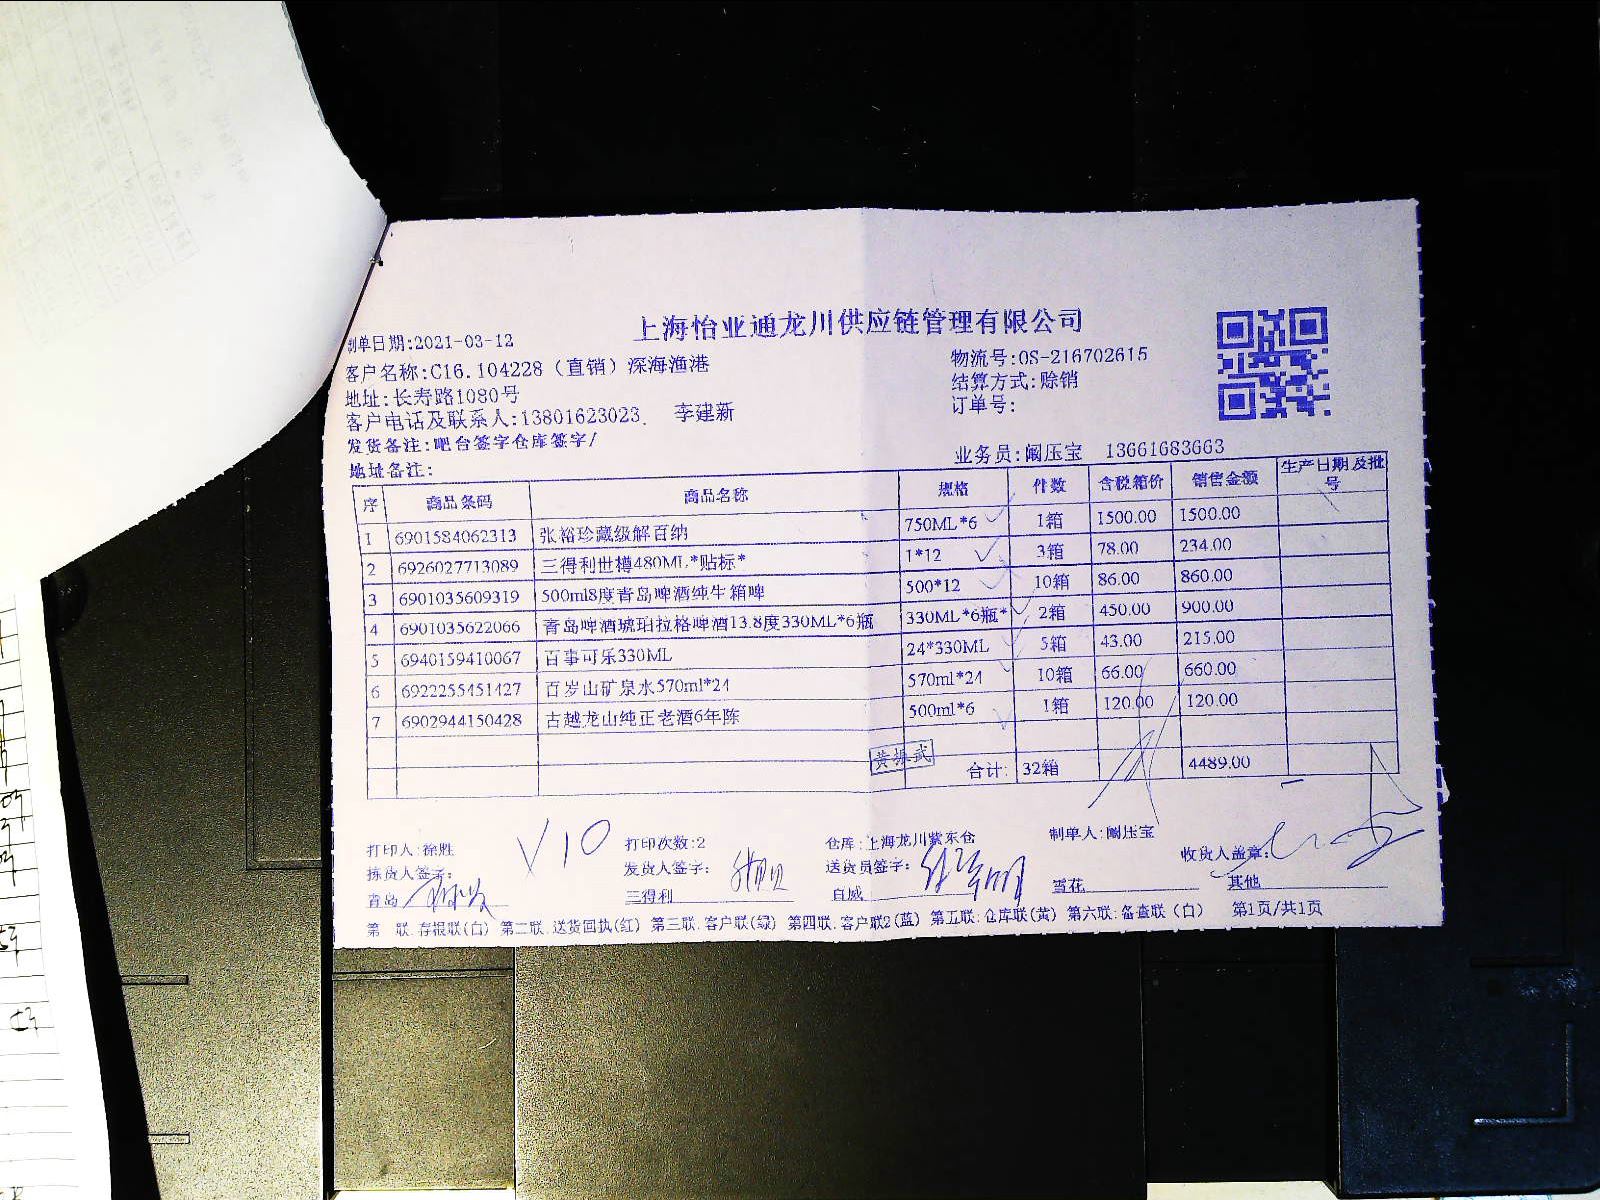 上海怡亚通龙川供应链管理有限公司
制单日期:2021-03-12
客户名称:C16.104228（直销）深海渔港
物流号:OS-216702615
地址:长寿路1080号
结算方式:赊销
客户电话及联系人:13801623023. 李建新
订单号:
发货备注:吧台签字仓库签字/
地址备注:
业务员:阚压宝 13661683663
序 商品条码 商品名称 规格 件数 含税箱价 销售金额 生产日期及批号
1 6901584062313 张裕珍藏级解百纳 750ML*6 1箱 1500.00 1500.00
2 6926027713089 三得利世樽480ML*贴标* 1*12 3箱 78.00 234.00
3 6901035609319 500ml8度青岛啤酒纯生箱啤 500*12 10箱 86.00 860.00
4 6901035622066 青岛啤酒琥珀拉格啤酒13.8度330ML*6瓶 330ML*6瓶* 2箱 450.00 900.00
5 6940159410067 百事可乐330ML 24*330ML 5箱 43.00 215.00
6 6922255451427 百岁山矿泉水570ml*24 570ml*24 10箱 66.00 660.00
7 6902944150428 古越龙山纯正老酒6年陈 500ml*6 1箱 120.00 120.00
黄振武
合计: 32箱 4489.00
打印人:徐胜 V10 打印次数:2 仓库:上海龙川紫东仓 制单人:阚压宝
拣货人签字: 发货人签字: 送货员签字: 收货人盖章:
青岛 三得利 百威 雪花 其他
第一联.存根联(白) 第二联.送货回执(红) 第三联.客户联(绿) 第四联.客户联2(蓝) 第五联:仓库联(黄) 第六联:备查联(白) 第1页/共1页